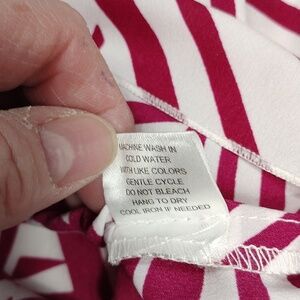 MACHINE WASH IN
COLD WATER
WITH LIKE COLORS
GENTLE CYCLE
DO NOT BLEACH
HANG TO DRY
COOL IRON IF NEEDED